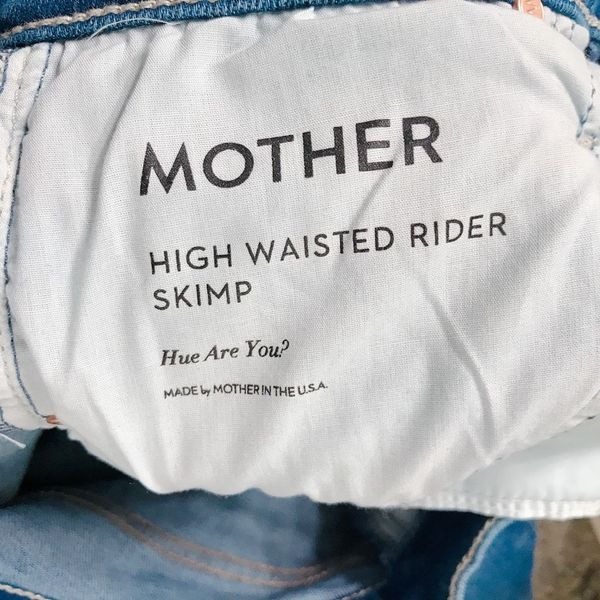 MOTHER
HIGH WAISTED RIDER
SKIMP
Hue Are You?
MADE by MOTHER IN THE U.S.A.